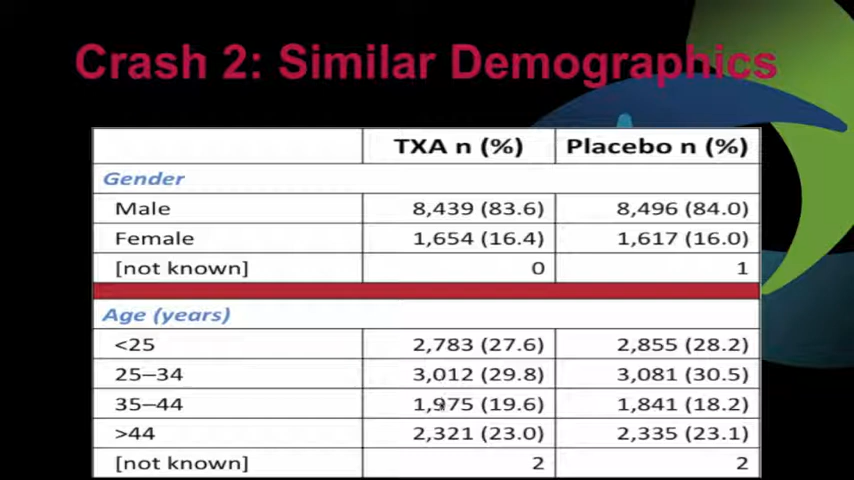 Crash 2: Similar Demographics
TXA n (%) Placebo n (%)
Gender
Male 8,439 (83.6) 8,496 (84.0)
Female 1,654 (16.4) 1,617 (16.0)
[not known] 0 1
Age (years)
<25 2,783 (27.6) 2,855 (28.2)
25–34 3,012 (29.8) 3,081 (30.5)
35–44 1,975 (19.6) 1,841 (18.2)
>44 2,321 (23.0) 2,335 (23.1)
[not known] 2 2